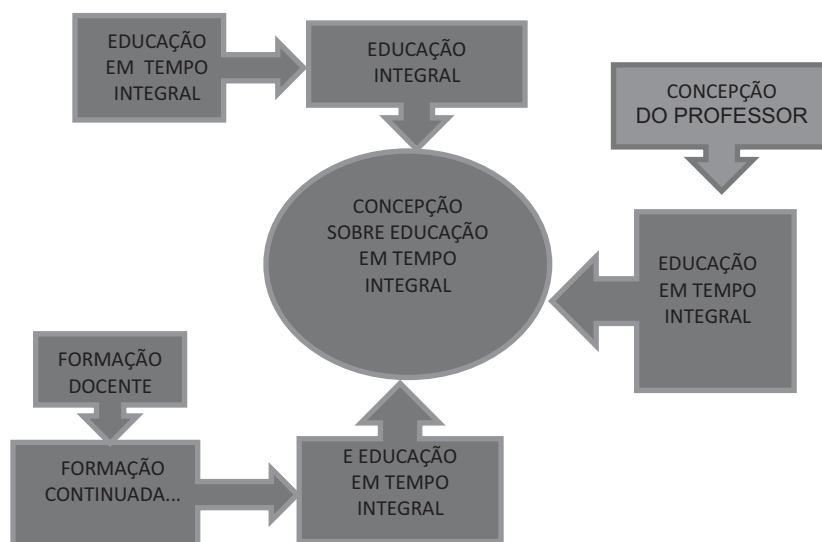 EDUCAÇÃO
EM TEMPO
INTEGRAL
EDUCAÇÃO
INTEGRAL
CONCEPÇÃO
DO PROFESSOR
CONCEPÇÃO
SOBRE EDUCAÇÃO
EM TEMPO
INTEGRAL
EDUCAÇÃO
EM TEMPO
INTEGRAL
FORMAÇÃO
DOCENTE
FORMAÇÃO
CONTINUADA...
E EDUCAÇÃO
EM TEMPO
INTEGRAL